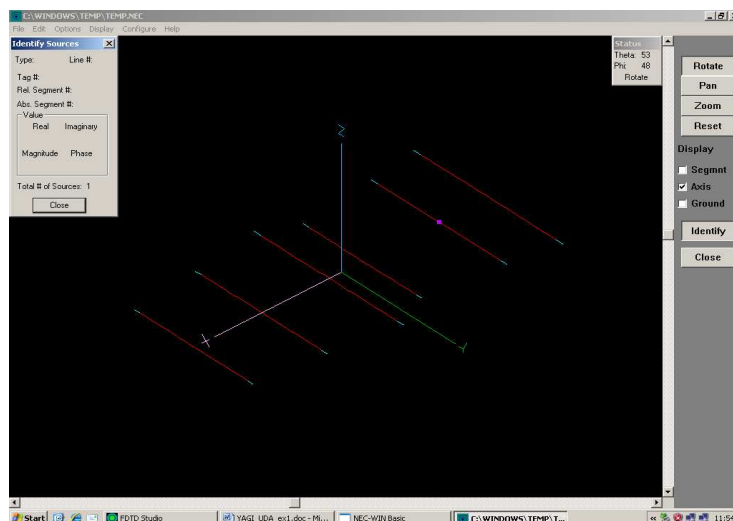 C:\WINDOWS\TEMP\TEMP.NEC
File Edit Options Display Configure Help
Identify Sources
Type: Line #:
Tag #:
Rel. Segment #:
Abs. Segment #:
Value
Real Imaginary
Magnitude Phase
Total # of Sources: 1
Close
Z
X
Y
Status
Theta: 53
Phi: 48
Rotate
Rotate
Pan
Zoom
Reset
Display
Segmnt
Axis
Ground
Identify
Close
Start FDTD Studio YAGI_UDA_ex1.doc - Mi... NEC-WIN Basic C:\WINDOWS\TEMP\T... 11:54